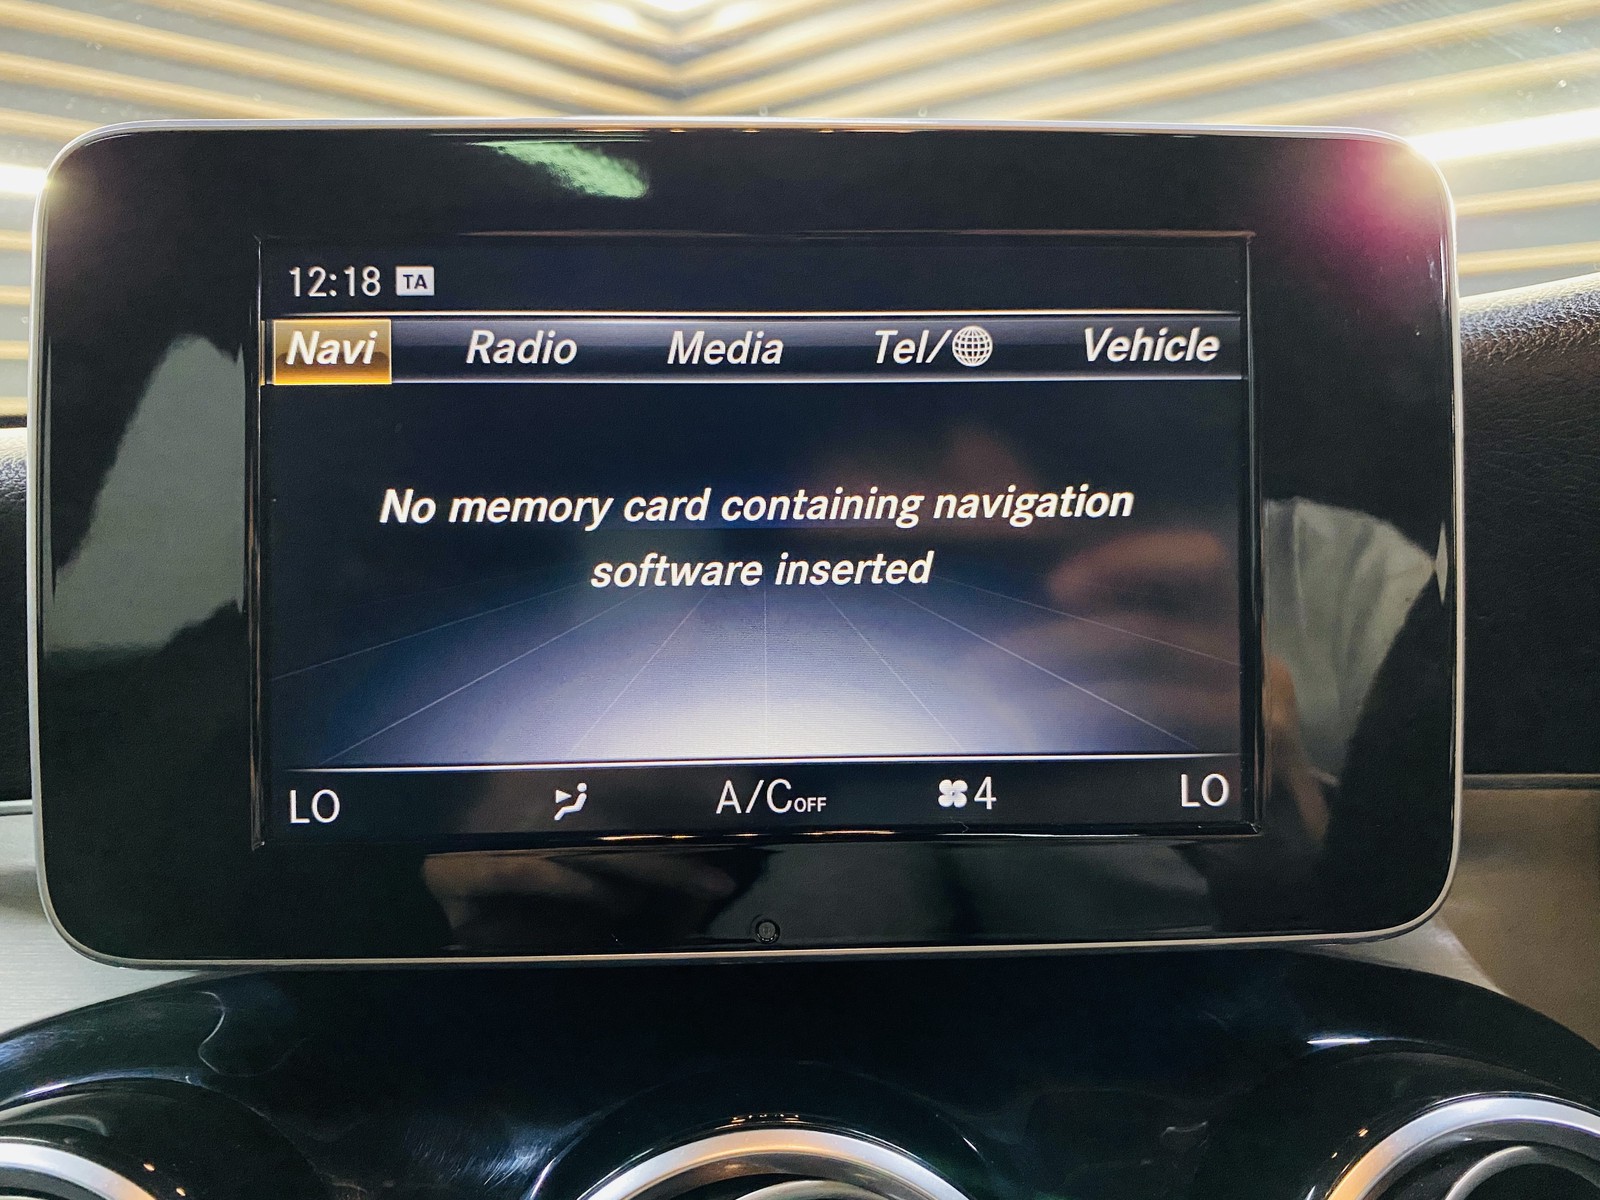 12:18 TA
Navi Radio Media Tel/ Vehicle
No memory card containing navigation
software inserted
LO A/C OFF 4 LO